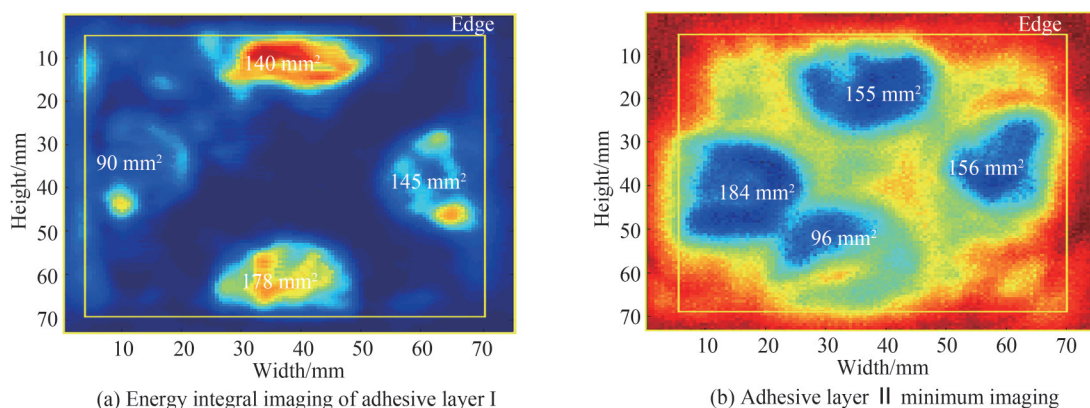 Edge
10
20
30
40
50
60
70
Height/mm
140 mm²
90 mm²
145 mm²
178 mm²
10 20 30 40 50 60 70
Width/mm
(a) Energy integral imaging of adhesive layer I
Edge
10
20
30
40
50
60
70
Height/mm
155 mm²
156 mm²
184 mm²
96 mm²
10 20 30 40 50 60 70
Width/mm
(b) Adhesive layer Ⅱ minimum imaging